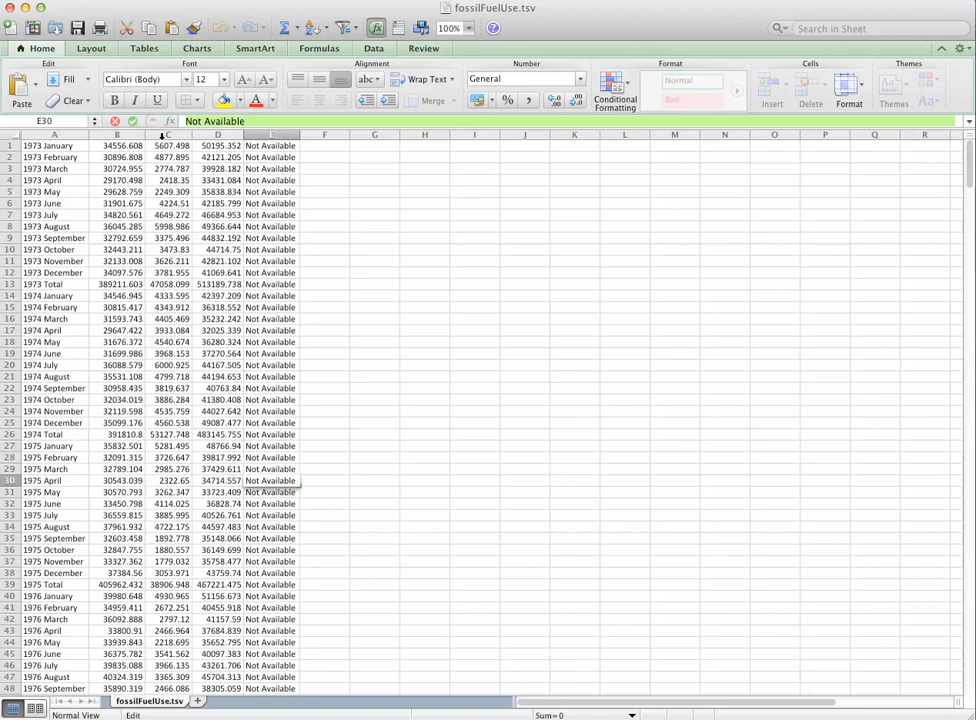 fossilFuelUse.tsv
100%
Search in Sheet
Home Layout Tables Charts SmartArt Formulas Data Review
Edit Font Alignment Number Format Cells Themes
Fill Calibri (Body) 12 abc Wrap Text General Normal
Paste Clear B I U A Merge % , Conditional Formatting Bad Insert Delete Format Themes Aa
E30 fx Not Available
A B C D E F G H I J K L M N O P Q R
1 1973 January 34556.608 5607.498 50195.352 Not Available
2 1973 February 30896.808 4877.895 42121.205 Not Available
3 1973 March 30724.955 2774.787 39928.182 Not Available
4 1973 April 29170.498 2418.35 33431.084 Not Available
5 1973 May 29628.759 2249.309 35838.834 Not Available
6 1973 June 31901.675 4224.51 42185.799 Not Available
7 1973 July 34820.561 4649.272 46684.953 Not Available
8 1973 August 36045.285 5998.986 49366.644 Not Available
9 1973 September 32792.659 3375.496 44832.192 Not Available
10 1973 October 32443.211 3473.83 44714.75 Not Available
11 1973 November 32133.008 3626.211 42821.102 Not Available
12 1973 December 34097.576 3781.955 41069.641 Not Available
13 1973 Total 389211.603 47058.099 513189.738 Not Available
14 1974 January 34546.945 4333.595 42397.209 Not Available
15 1974 February 30815.417 4343.912 36318.552 Not Available
16 1974 March 31593.743 4405.469 35232.242 Not Available
17 1974 April 29647.422 3933.084 32025.339 Not Available
18 1974 May 31676.372 4540.674 36280.324 Not Available
19 1974 June 31699.986 3968.153 37270.564 Not Available
20 1974 July 36088.579 6000.925 44167.505 Not Available
21 1974 August 35531.108 4799.718 44194.653 Not Available
22 1974 September 30958.435 3819.637 40763.84 Not Available
23 1974 October 32034.019 3886.284 41380.408 Not Available
24 1974 November 32119.598 4535.759 44027.642 Not Available
25 1974 December 35099.176 4560.538 49087.477 Not Available
26 1974 Total 391810.8 53127.748 483145.755 Not Available
27 1975 January 35832.501 5281.495 48766.94 Not Available
28 1975 February 32091.315 3726.647 39817.992 Not Available
29 1975 March 32789.104 2985.276 37429.611 Not Available
30 1975 April 30543.039 2322.65 34714.557 Not Available
31 1975 May 30570.793 3262.347 33723.409 Not Available
32 1975 June 33450.798 4114.025 36828.74 Not Available
33 1975 July 36559.815 3885.995 40526.761 Not Available
34 1975 August 37961.932 4722.175 44597.483 Not Available
35 1975 September 32603.458 1892.778 35148.066 Not Available
36 1975 October 32847.755 1880.557 36149.699 Not Available
37 1975 November 33327.362 1779.032 35758.477 Not Available
38 1975 December 37384.56 3053.971 43759.74 Not Available
39 1975 Total 405962.432 38906.948 467221.475 Not Available
40 1976 January 39980.648 4930.965 51156.673 Not Available
41 1976 February 34959.411 2672.251 40455.918 Not Available
42 1976 March 36092.888 2797.12 41157.59 Not Available
43 1976 April 33800.91 2466.964 37684.839 Not Available
44 1976 May 33939.843 2218.695 35652.795 Not Available
45 1976 June 36375.782 3541.562 40097.383 Not Available
46 1976 July 39835.088 3966.135 43261.706 Not Available
47 1976 August 40324.319 3365.309 45704.313 Not Available
48 1976 September 35890.319 2466.086 38305.059 Not Available
fossilFuelUse.tsv
Normal View Edit Sum=0